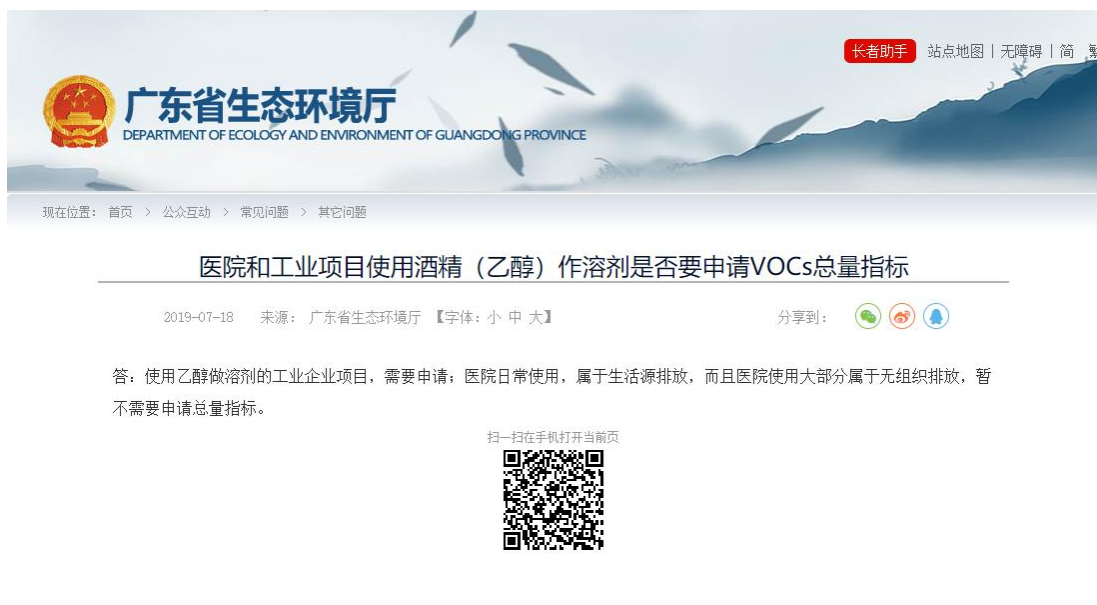 长者助手 站点地图 | 无障碍 | 简
广东省生态环境厅
DEPARTMENT OF ECOLOGY AND ENVIRONMENT OF GUANGDONG PROVINCE
现在位置： 首页 > 公众互动 > 常见问题 > 其它问题
医院和工业项目使用酒精（乙醇）作溶剂是否要申请VOCs总量指标
2019-07-18 来源： 广东省生态环境厅 【字体：小 中 大】 分享到：
答：使用乙醇做溶剂的工业企业项目，需要申请；医院日常使用，属于生活源排放，而且医院使用大部分属于无组织排放，暂
不需要申请总量指标。
扫一扫在手机打开当前页